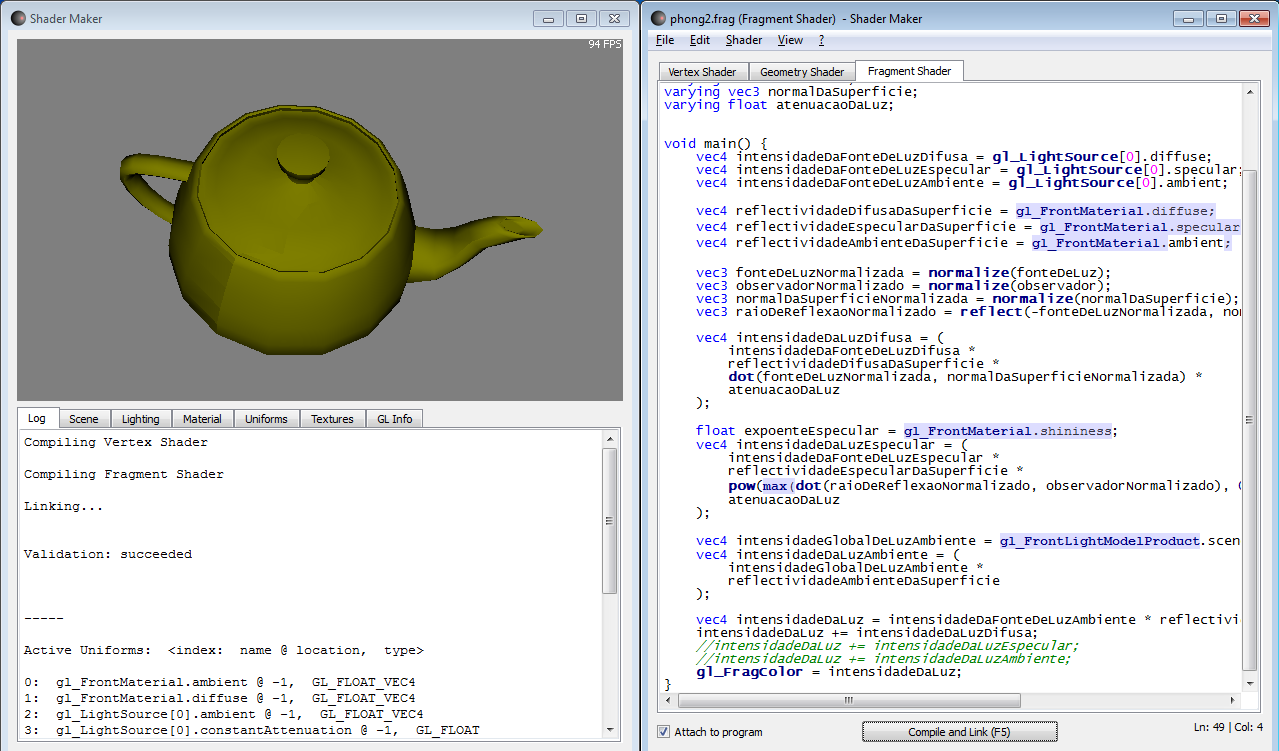 Shader Maker
94 FPS
Log
Scene
Lighting
Material
Uniforms
Textures
GL Info
Compiling Vertex Shader
Compiling Fragment Shader
Linking...
Validation: succeeded
-----
Active Uniforms:  <index:  name @ location,  type>
0:  gl_FrontMaterial.ambient @ -1,  GL_FLOAT_VEC4
1:  gl_FrontMaterial.diffuse @ -1,  GL_FLOAT_VEC4
2:  gl_LightSource[0].ambient @ -1,  GL_FLOAT_VEC4
3:  gl_LightSource[0].constantAttenuation @ -1,  GL_FLOAT
phong2.frag (Fragment Shader)  - Shader Maker
File
Edit
Shader
View
?
Vertex Shader
Geometry Shader
Fragment Shader
varying vec3 normalDaSuperficie;
varying float atenuacaoDaLuz;
void main() {
vec4 intensidadeDaFonteDeLuzDifusa = gl_LightSource[0].diffuse;
vec4 intensidadeDaFonteDeLuzEspecular = gl_LightSource[0].specular;
vec4 intensidadeDaFonteDeLuzAmbiente = gl_LightSource[0].ambient;
vec4 reflectividadeDifusaDaSuperficie = gl_FrontMaterial.diffuse;
vec4 reflectividadeEspecularDaSuperficie = gl_FrontMaterial.specular
vec4 reflectividadeAmbienteDaSuperficie = gl_FrontMaterial.ambient;
vec3 fonteDeLuzNormalizada = normalize(fonteDeLuz);
vec3 observadorNormalizado = normalize(observador);
vec3 normalDaSuperficieNormalizada = normalize(normalDaSuperficie);
vec3 raioDeReflexaoNormalizado = reflect(-fonteDeLuzNormalizada, nor
vec4 intensidadeDaLuzDifusa = (
intensidadeDaFonteDeLuzDifusa *
reflectividadeDifusaDaSuperficie *
dot(fonteDeLuzNormalizada, normalDaSuperficieNormalizada) *
atenuacaoDaLuz
);
float expoenteEspecular = gl_FrontMaterial.shininess;
vec4 intensidadeDaLuzEspecular = (
intensidadeDaFonteDeLuzEspecular *
reflectividadeEspecularDaSuperficie *
pow(max(dot(raioDeReflexaoNormalizado, observadorNormalizado),
atenuacaoDaLuz
);
vec4 intensidadeGlobalDeLuzAmbiente = gl_FrontLightModelProduct.scen
vec4 intensidadeDaLuzAmbiente = (
intensidadeGlobalDeLuzAmbiente *
reflectividadeAmbienteDaSuperficie
);
vec4 intensidadeDaLuz = intensidadeDaFonteDeLuzAmbiente * reflectivi
intensidadeDaLuz += intensidadeDaLuzDifusa;
//intensidadeDaLuz += intensidadeDaLuzEspecular;
//intensidadeDaLuz += intensidadeDaLuzAmbiente;
gl_FragColor = intensidadeDaLuz;
}
Attach to program
Compile and Link (F5)
Ln: 49 | Col: 4